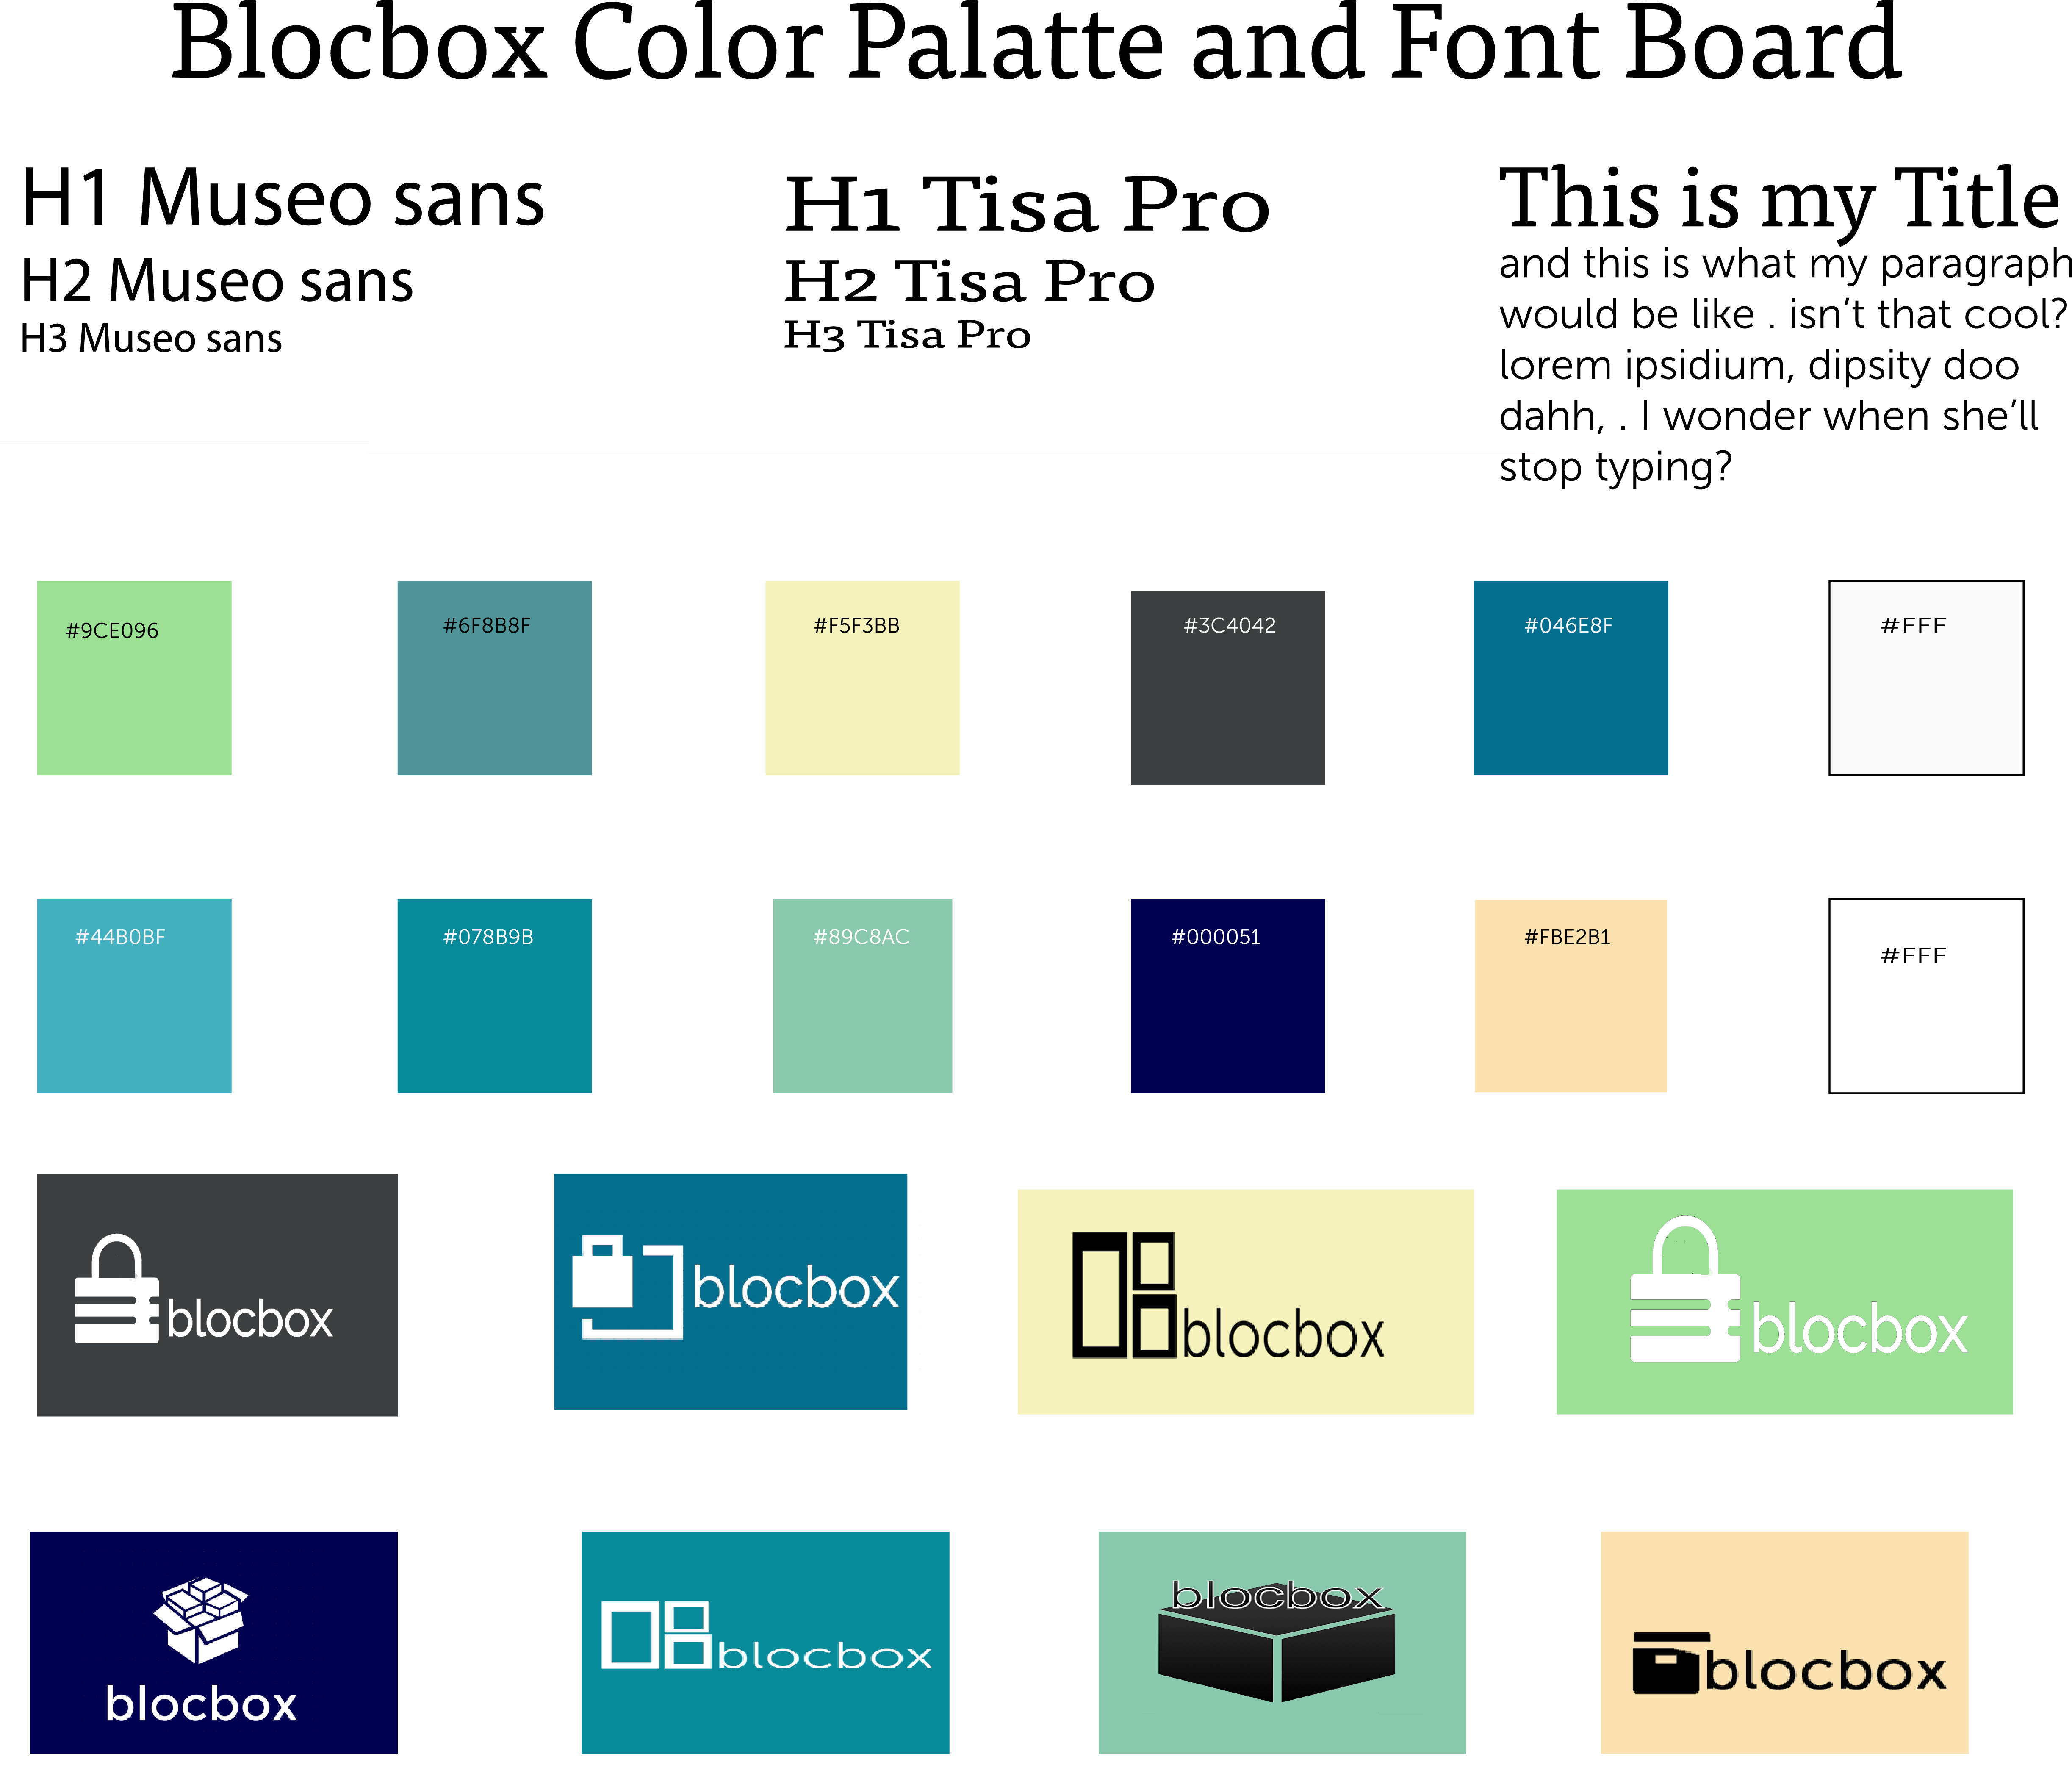 Blocbox Color Palatte and Font Board
H1 Museo sans
H2 Museo sans
H3 Museo sans
H1 Tisa Pro
H2 Tisa Pro
H3 Tisa Pro
This is my Title
and this is what my paragraph
would be like . isn’t that cool?
lorem ipsidium, dipsity doo
dahh, . I wonder when she’ll
stop typing?
#9CE096
#6F8B8F
#F5F3BB
#3C4042
#046E8F
#FFF
#44B0BF
#078B9B
#89C8AC
#000051
#FBE2B1
#FFF
blocbox
blocbox
blocbox
blocbox
blocbox
blocbox
blocbox
blocbox